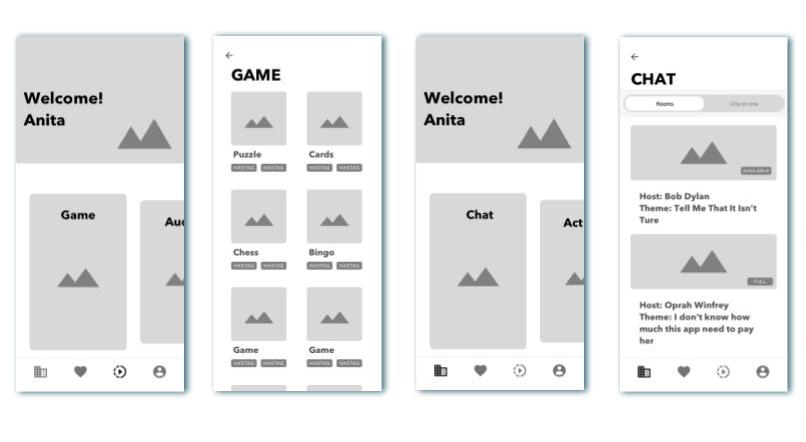 Welcome!
Anita
Game
Auc
GAME
Puzzle
Cards
HASTAG HASTAG HASTAG HASTAG
Chess
Bingo
HASTAG HASTAG HASTAG HASTAG
Game
Game
HASTAG HASTAG HASTAG HASTAG
Welcome!
Anita
Chat
Act
CHAT
Rooms
One on one
AVAILABLE
Host: Bob Dylan
Theme: Tell Me That It Isn't
Ture
FULL
Host: Oprah Winfrey
Theme: I don't know how
much this app need to pay
her